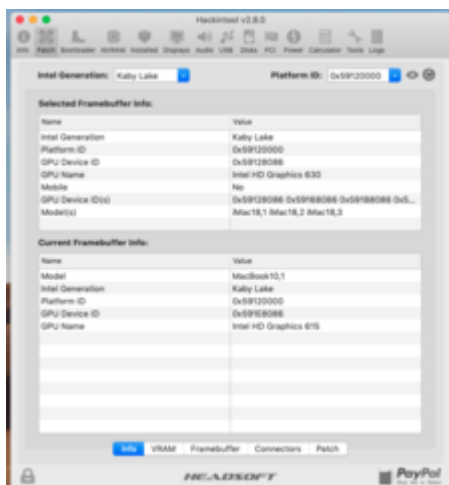 Hackintool v2.8.0
Info Patch Bootloader NVRAM Installed Displays Audio USB Disks PCI Power Calculator Tools Logs
Intel Generation: Kaby Lake Platform ID: 0x59120000
Selected Framebuffer Info:
Name Value
Intel Generation Kaby Lake
Platform ID 0x59120000
GPU Device ID 0x59128086
GPU Name Intel HD Graphics 630
Mobile No
GPU Device ID(s) 0x59128086 0x59168086 0x591B8086 0x5...
Model(s) iMac18,1 iMac18,2 iMac18,3
Current Framebuffer Info:
Name Value
Model MacBook10,1
Intel Generation Kaby Lake
Platform ID 0x59120000
GPU Device ID 0x591E8086
GPU Name Intel HD Graphics 615
Info VRAM Framebuffer Connectors Patch
HEADSOFT PayPal